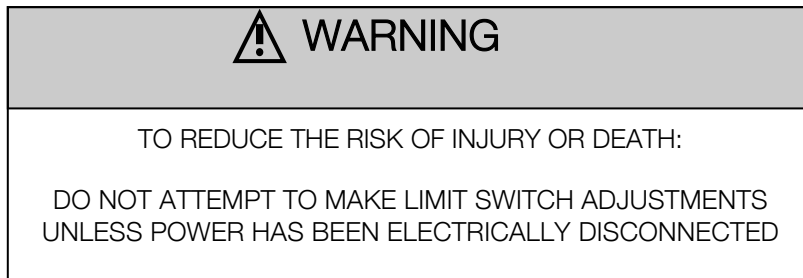 WARNING
TO REDUCE THE RISK OF INJURY OR DEATH:
DO NOT ATTEMPT TO MAKE LIMIT SWITCH ADJUSTMENTS
UNLESS POWER HAS BEEN ELECTRICALLY DISCONNECTED